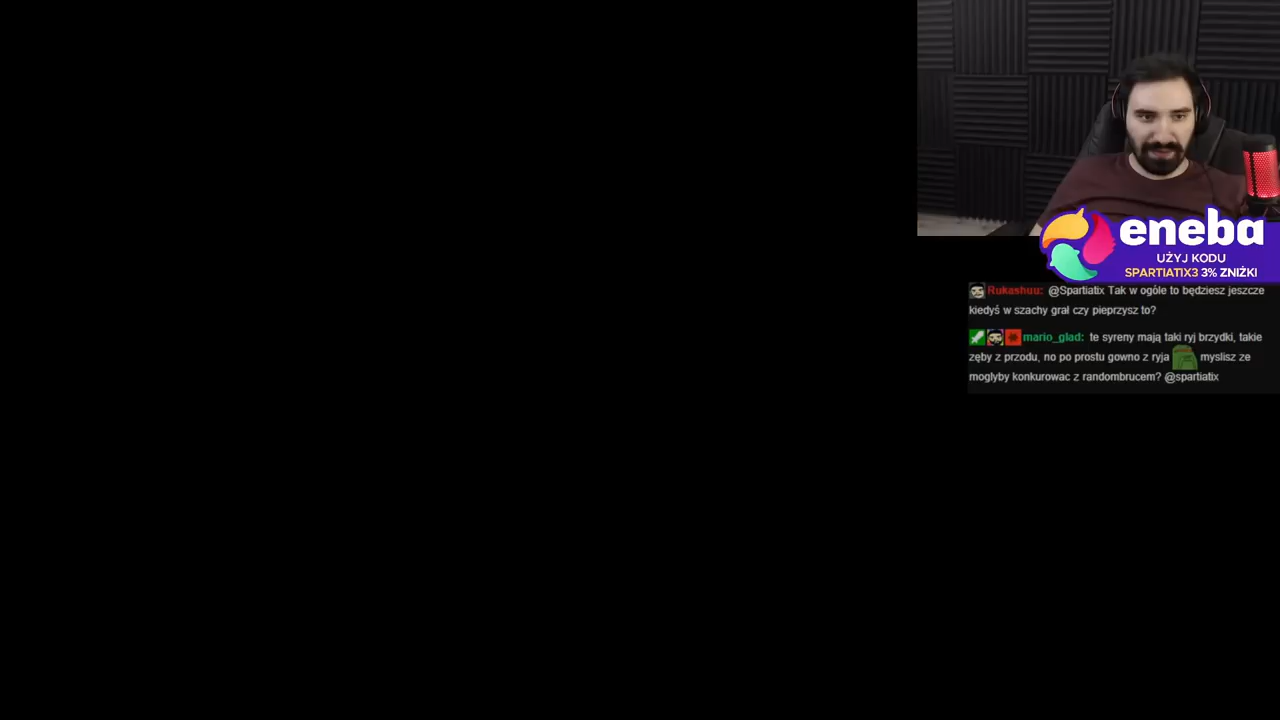 eneba
UŻYJ KODU
SPARTIATIX3 3% ZNIŻKI
Rukashuu: @Spartiatix Tak w ogóle to będziesz jeszcze
kiedyś w szachy grał czy pieprzysz to?
mario_glad: te syreny mają taki ryj brzydki, takie
zęby z przodu, no po prostu gowno z ryja myslisz ze
moglyby konkurowac z randombrucem? @spartiatix